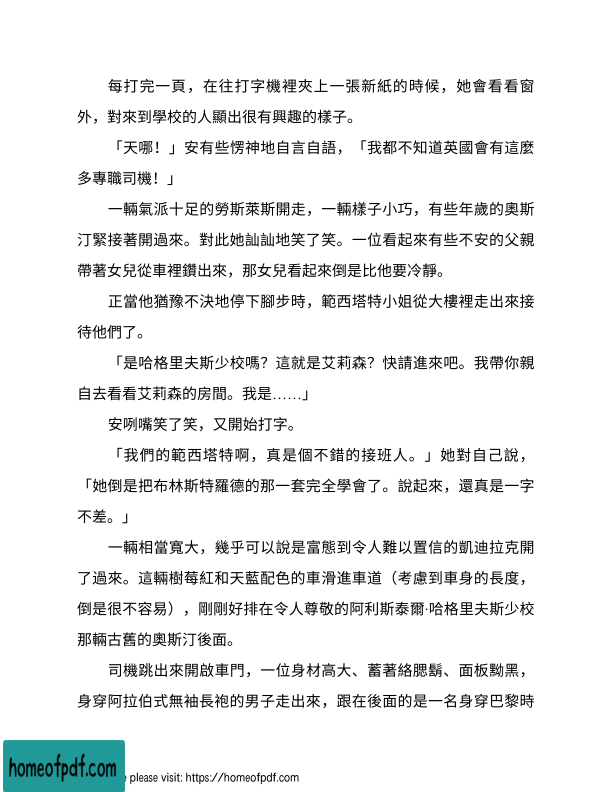 每打完一頁，在往打字機裡夾上一張新紙的時候，她會看看窗
外，對來到學校的人顯出很有興趣的樣子。
「天哪！」安有些愣神地自言自語，「我都不知道英國會有這麼
多專職司機！」
一輛氣派十足的勞斯萊斯開走，一輛樣子小巧，有些年歲的奧斯
汀緊接著開過來。對此她訕訕地笑了笑。一位看起來有些不安的父親
帶著女兒從車裡鑽出來，那女兒看起來倒是比他要冷靜。
正當他猶豫不決地停下腳步時，範西塔特小姐從大樓裡走出來接
待他們了。
「是哈格里夫斯少校嗎？這就是艾莉森？快請進來吧。我帶你親
自去看看艾莉森的房間。我是……」
安咧嘴笑了笑，又開始打字。
「我們的範西塔特啊，真是個不錯的接班人。」她對自己說，
「她倒是把布林斯特羅德的那一套完全學會了。說起來，還真是一字
不差。」
一輛相當寬大，幾乎可以說是富態到令人難以置信的凱迪拉克開
了過來。這輛樹莓紅和天藍配色的車滑進車道（考慮到車身的長度，
倒是很不容易），剛剛好排在令人尊敬的阿利斯泰爾·哈格里夫斯少校
那輛古舊的奧斯汀後面。
司機跳出來開啟車門，一位身材高大、蓄著絡腮鬍、面板黝黑，
身穿阿拉伯式無袖長袍的男子走出來，跟在後面的是一名身穿巴黎時
homeofpdf.com
e please visit: https://homeofpdf.com